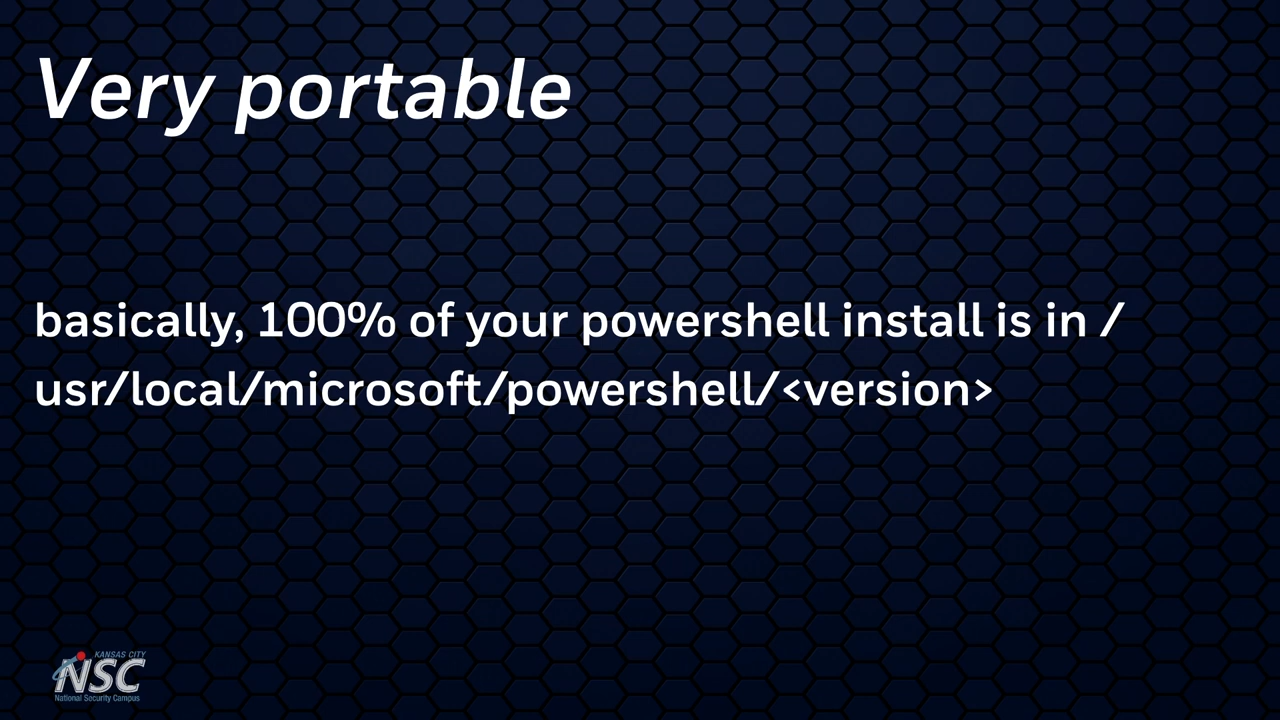 Very portable
basically, 100% of your powershell install is in /
usr/local/microsoft/powershell/<version>
KANSAS CITY
NSC
National Security Campus